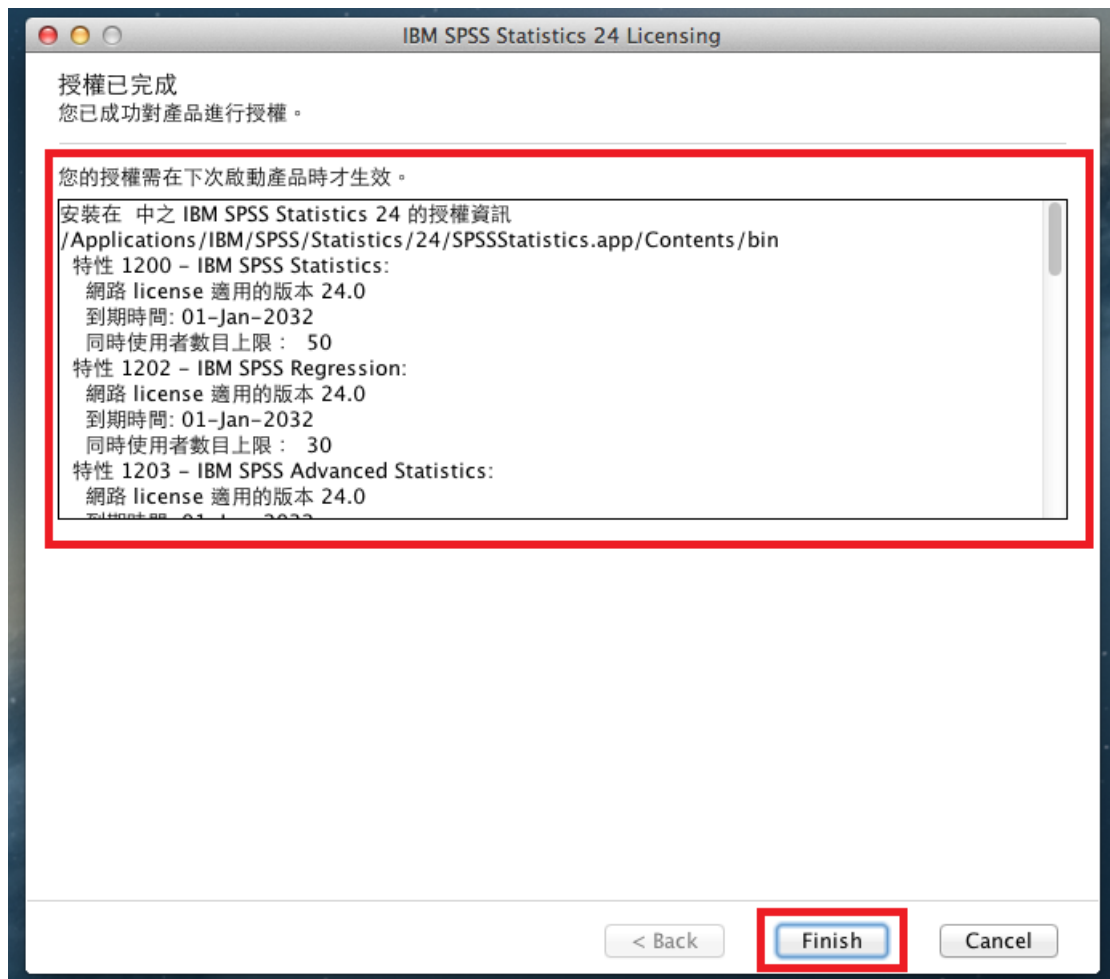 IBM SPSS Statistics 24 Licensing
授權已完成
您已成功對產品進行授權。
您的授權需在下次啟動產品時才生效。
安裝在 中之 IBM SPSS Statistics 24 的授權資訊
/Applications/IBM/SPSS/Statistics/24/SPSSStatistics.app/Contents/bin
特性 1200 – IBM SPSS Statistics:
網路 license 適用的版本 24.0
到期時間: 01–Jan–2032
同時使用者數目上限： 50
特性 1202 – IBM SPSS Regression:
網路 license 適用的版本 24.0
到期時間: 01–Jan–2032
同時使用者數目上限： 30
特性 1203 – IBM SPSS Advanced Statistics:
網路 license 適用的版本 24.0
< Back
Finish
Cancel